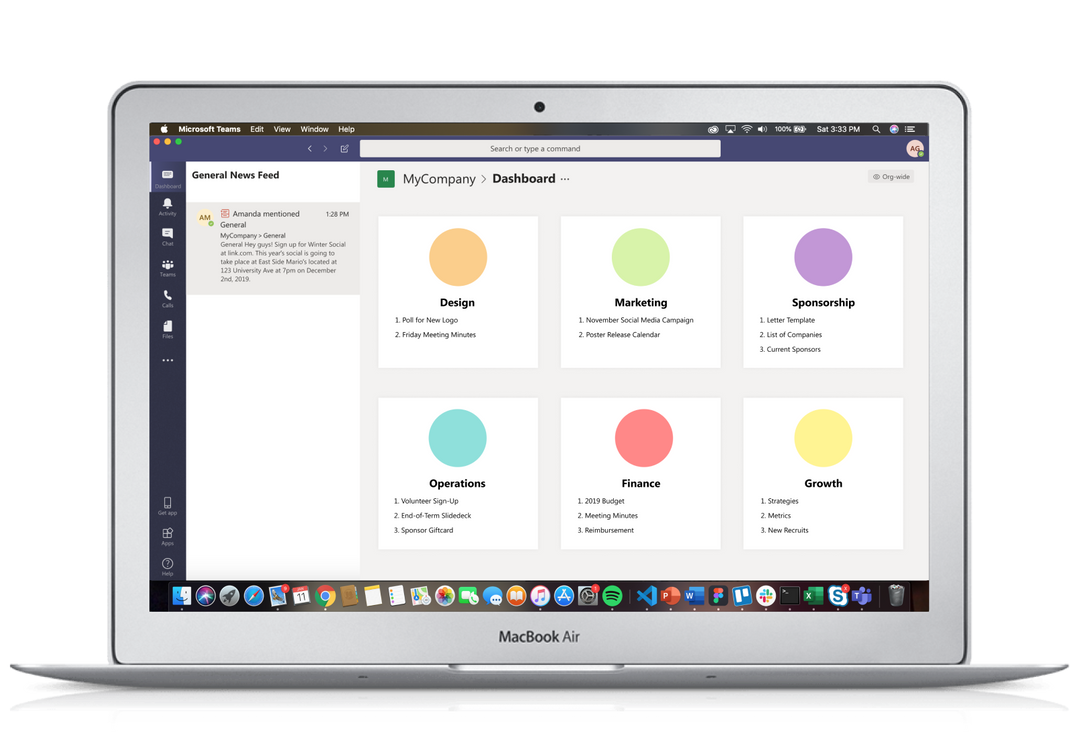 Microsoft Teams Edit View Window Help
100% Sat 3:33 PM
Search or type a command
AG
Dashboard
Activity
Chat
Teams
Calls
Files
Get app
Apps
Help
General News Feed
AM
Amanda mentioned 1:28 PM
General
MyCompany > General
General Hey guys! Sign up for Winter Social
at link.com. This year's social is going to
take place at East Side Mario's located at
123 University Ave at 7pm on December
2nd, 2019.
M MyCompany > Dashboard ...
Org-wide
Design
1. Poll for New Logo
2. Friday Meeting Minutes
Marketing
1. November Social Media Campaign
2. Poster Release Calendar
Sponsorship
1. Letter Template
2. List of Companies
3. Current Sponsors
Operations
1. Volunteer Sign-Up
2. End-of-Term Slidedeck
3. Sponsor Giftcard
Finance
1. 2019 Budget
2. Meeting Minutes
3. Reimbursement
Growth
1. Strategies
2. Metrics
3. New Recruits
11
MacBook Air